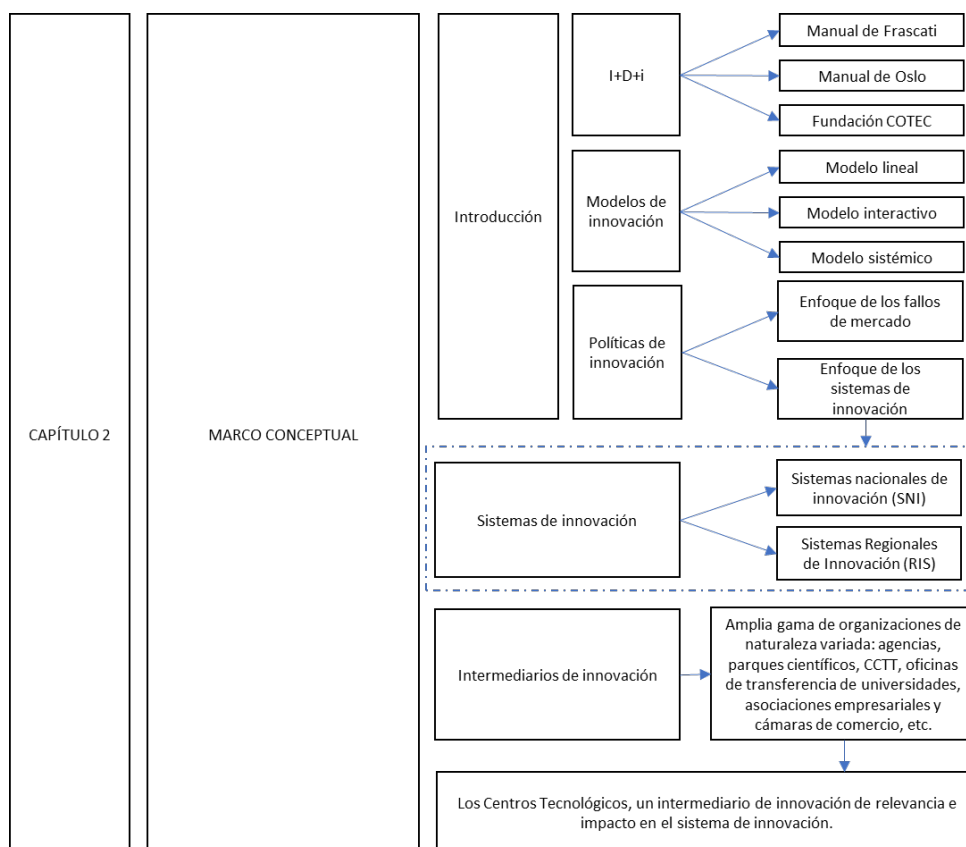 CAPÍTULO 2
MARCO CONCEPTUAL
Introducción
I+D+i
Manual de Frascati
Manual de Oslo
Fundación COTEC
Modelos de
innovación
Modelo lineal
Modelo interactivo
Modelo sistémico
Políticas de
innovación
Enfoque de los fallos
de mercado
Enfoque de los
sistemas de
innovación
Sistemas de innovación
Sistemas nacionales de
innovación (SNI)
Sistemas Regionales
de Innovación (RIS)
Intermediarios de innovación
Amplia gama de organizaciones de
naturaleza variada: agencias,
parques científicos, CCTT, oficinas
de transferencia de universidades,
asociaciones empresariales y
cámaras de comercio, etc.
Los Centros Tecnológicos, un intermediario de innovación de relevancia e
impacto en el sistema de innovación.